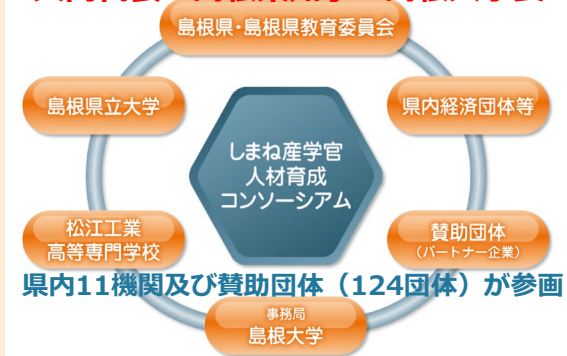 島根県・島根県教育委員会
島根県立大学
県内経済団体等
しまね産学官
人材育成
コンソーシアム
松江工業
高等専門学校
賛助団体
(パートナー企業)
県内11機関及び賛助団体(124団体)が参画
事務局
島根大学